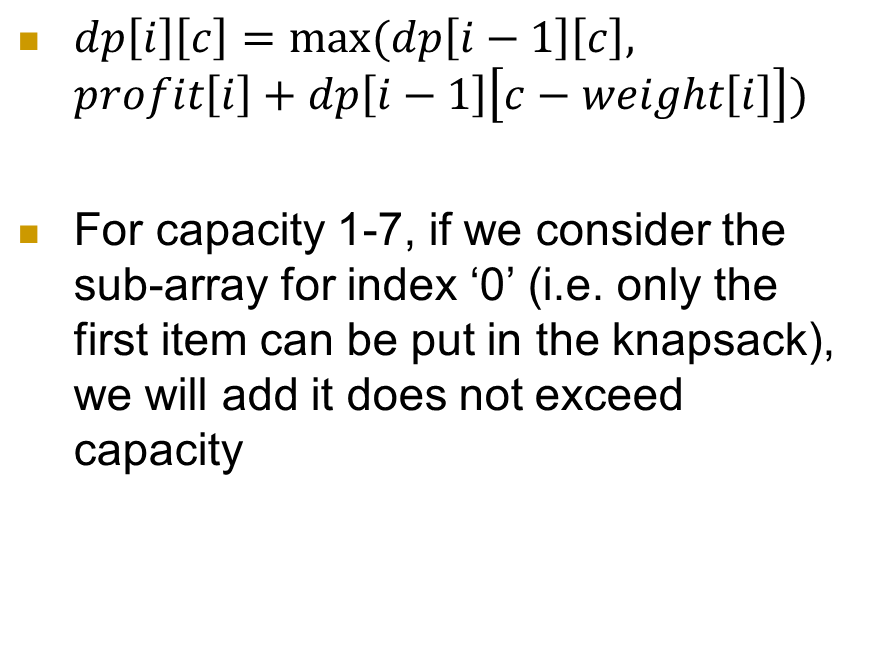 dp[i][c] = max(dp[i − 1][c],
profit[i] + dp[i − 1][c − weight[i]])
For capacity 1-7, if we consider the
sub-array for index ‘0’ (i.e. only the
first item can be put in the knapsack),
we will add it does not exceed
capacity